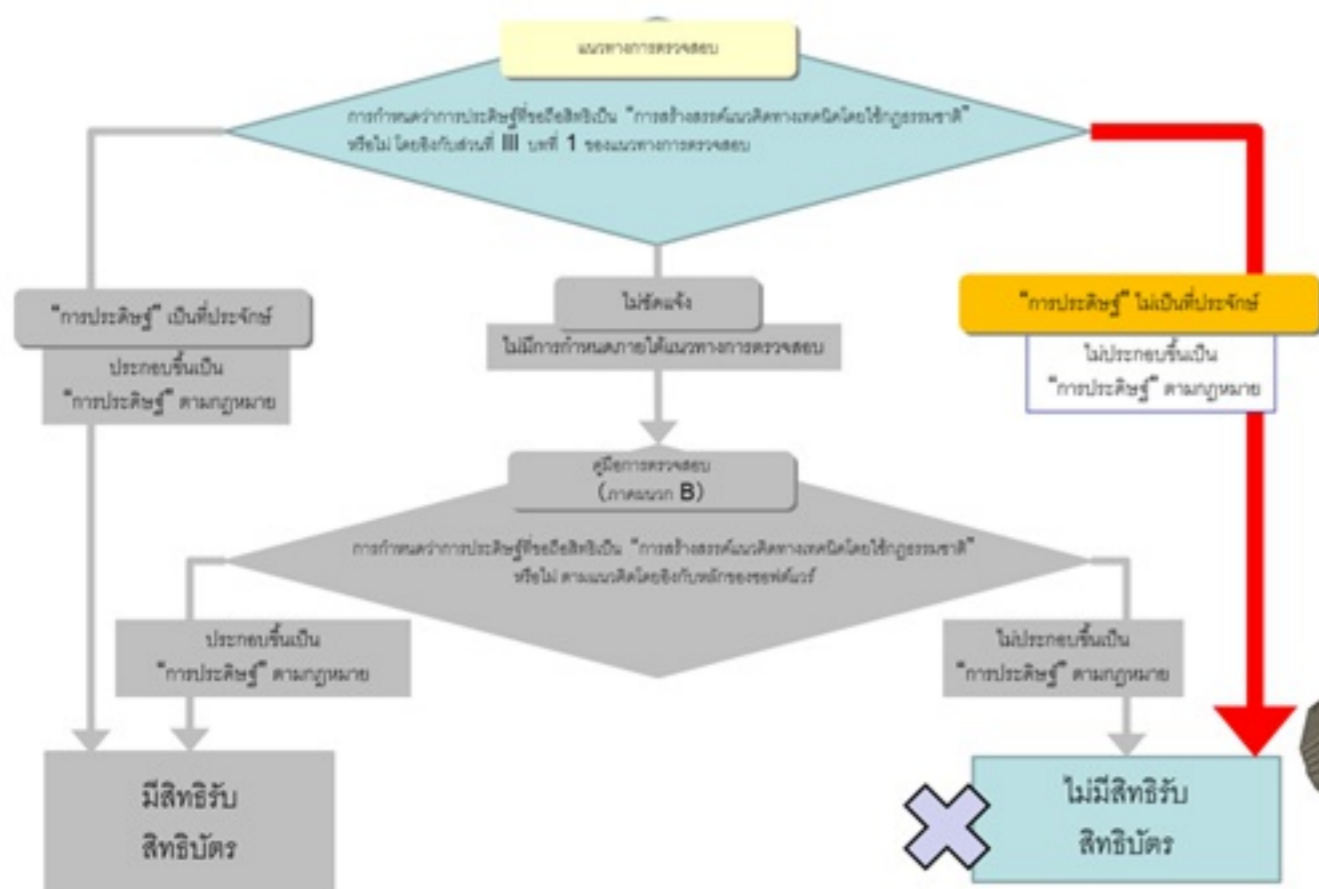 แนวทางการตรวจสอบ
การกำหนดว่าการประดิษฐ์ที่ขอถือสิทธิเป็น "การสร้างสรรค์แนวคิดทางเทคนิคโดยใช้กฎธรรมชาติ"
หรือไม่ โดยอิงกับส่วนที่ III บทที่ 1 ของแนวทางการตรวจสอบ
"การประดิษฐ์" เป็นที่ประจักษ์
ประกอบขึ้นเป็น
"การประดิษฐ์" ตามกฎหมาย
ไม่ชัดแจ้ง
ไม่มีการกำหนดภายใต้แนวทางการตรวจสอบ
"การประดิษฐ์" ไม่เป็นที่ประจักษ์
ไม่ประกอบขึ้นเป็น
"การประดิษฐ์" ตามกฎหมาย
คู่มือการตรวจสอบ
(ภาคผนวก B)
การกำหนดว่าการประดิษฐ์ที่ขอถือสิทธิเป็น "การสร้างสรรค์แนวคิดทางเทคนิคโดยใช้กฎธรรมชาติ"
หรือไม่ ตามแนวคิดโดยอิงกับหลักของซอฟต์แวร์
ประกอบขึ้นเป็น
"การประดิษฐ์" ตามกฎหมาย
ไม่ประกอบขึ้นเป็น
"การประดิษฐ์" ตามกฎหมาย
มีสิทธิรับ
สิทธิบัตร
ไม่มีสิทธิรับ
สิทธิบัตร